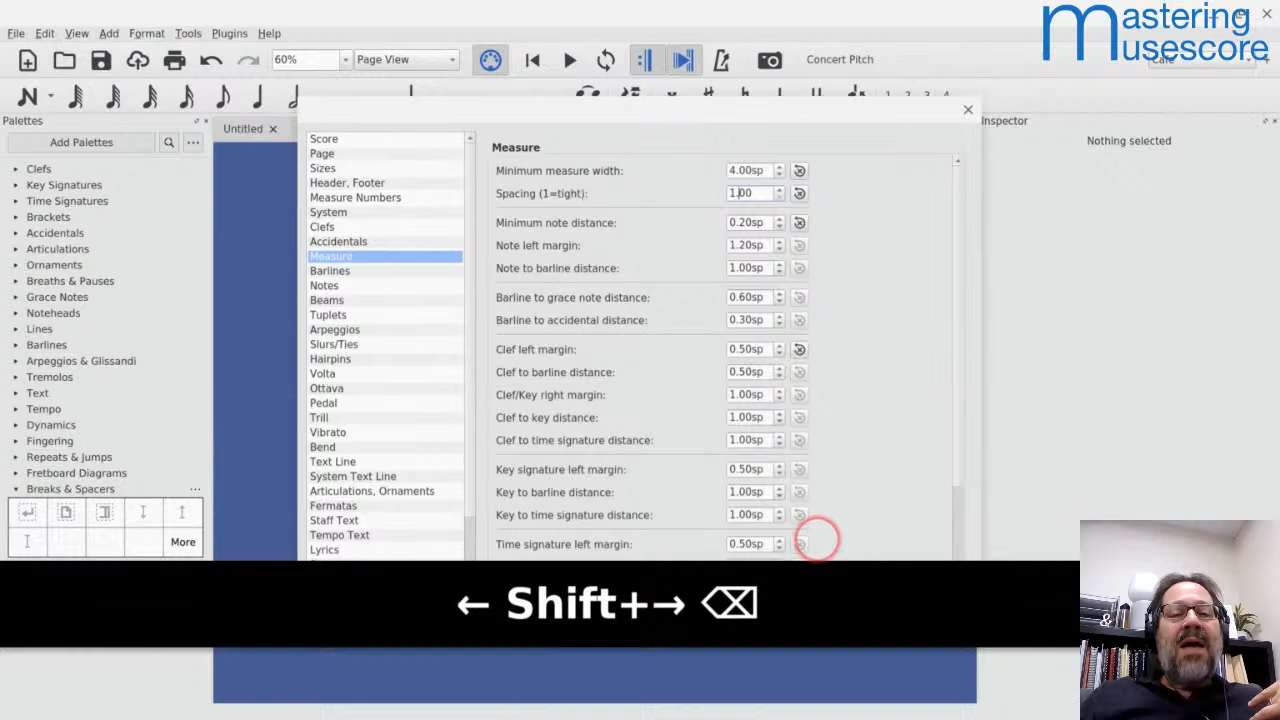 mastering
musescore
File Edit View Add Format Tools Plugins Help
60% Page View Concert Pitch
1 2 3 4
Palettes
Untitled
Inspector
Add Palettes
Nothing selected
Clefs
Key Signatures
Time Signatures
Brackets
Accidentals
Articulations
Ornaments
Breaths & Pauses
Grace Notes
Noteheads
Lines
Barlines
Arpeggios & Glissandi
Tremolos
Text
Tempo
Dynamics
Fingering
Repeats & Jumps
Fretboard Diagrams
Breaks & Spacers
More
Score
Page
Sizes
Header, Footer
Measure Numbers
System
Clefs
Accidentals
Measure
Barlines
Notes
Beams
Tuplets
Arpeggios
Slurs/Ties
Hairpins
Volta
Ottava
Pedal
Trill
Vibrato
Bend
Text Line
System Text Line
Articulations, Ornaments
Fermatas
Staff Text
Tempo Text
Lyrics
Measure
Minimum measure width: 4.00sp
Spacing (1=tight): 1.00
Minimum note distance: 0.20sp
Note left margin: 1.20sp
Note to barline distance: 1.00sp
Barline to grace note distance: 0.60sp
Barline to accidental distance: 0.30sp
Clef left margin: 0.50sp
Clef to barline distance: 0.50sp
Clef/Key right margin: 1.00sp
Clef to key distance: 1.00sp
Clef to time signature distance: 1.00sp
Key signature left margin: 0.50sp
Key to barline distance: 1.00sp
Key to time signature distance: 1.00sp
Time signature left margin: 0.50sp
← Shift+→ ⌫
&